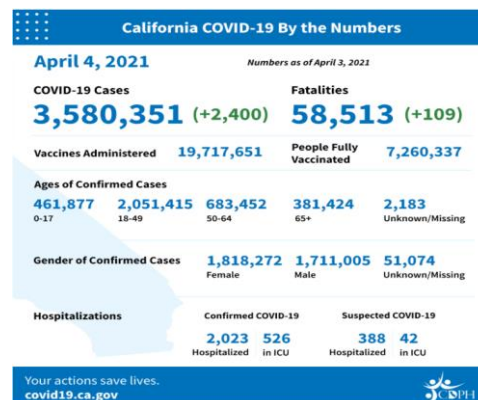 California COVID-19 By the Numbers
April 4, 2021
Numbers as of April 3, 2021
COVID-19 Cases
3,580,351 (+2,400)
Fatalities
58,513 (+109)
Vaccines Administered 19,717,651
People Fully
Vaccinated
7,260,337
Ages of Confirmed Cases
461,877 2,051,415 683,452 381,424 2,183
0-17 18-49 50-64 65+ Unknown/Missing
Gender of Confirmed Cases
1,818,272 1,711,005 51,074
Female Male Unknown/Missing
Hospitalizations
Confirmed COVID-19 Suspected COVID-19
2,023 526 388 42
Hospitalized in ICU Hospitalized in ICU
Your actions save lives.
covid19.ca.gov
CDPH